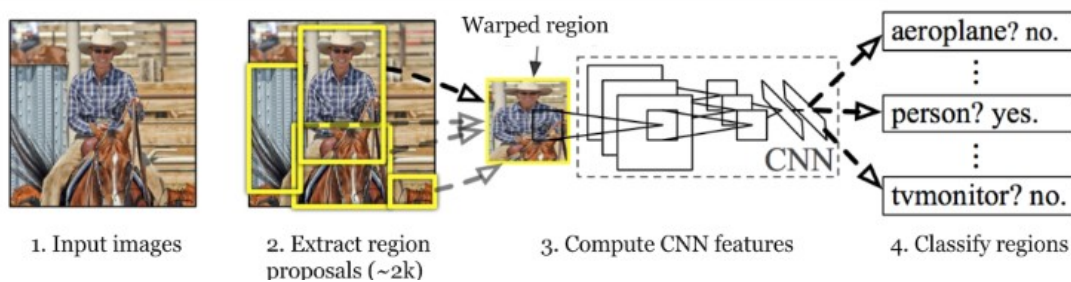 Warped region
aeroplane? no.
person? yes.
CNN
tvmonitor? no.
1. Input images
2. Extract region
proposals (~2k)
3. Compute CNN features
4. Classify regions